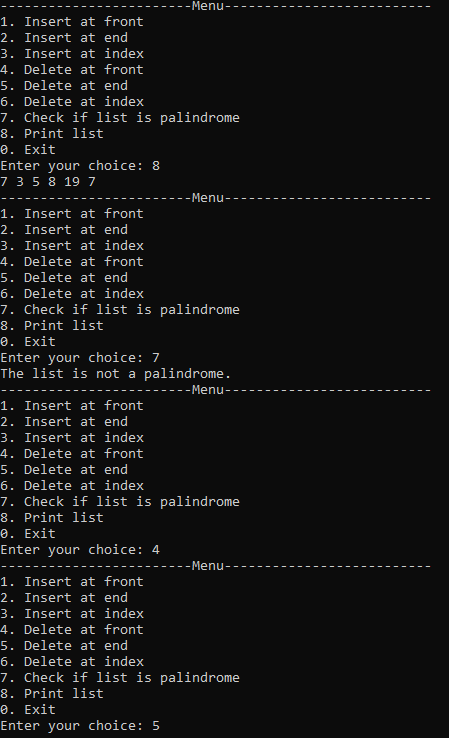 ------------------------Menu--------------------------
1. Insert at front
2. Insert at end
3. Insert at index
4. Delete at front
5. Delete at end
6. Delete at index
7. Check if list is palindrome
8. Print list
0. Exit
Enter your choice: 8
7 3 5 8 19 7
------------------------Menu--------------------------
1. Insert at front
2. Insert at end
3. Insert at index
4. Delete at front
5. Delete at end
6. Delete at index
7. Check if list is palindrome
8. Print list
0. Exit
Enter your choice: 7
The list is not a palindrome.
------------------------Menu--------------------------
1. Insert at front
2. Insert at end
3. Insert at index
4. Delete at front
5. Delete at end
6. Delete at index
7. Check if list is palindrome
8. Print list
0. Exit
Enter your choice: 4
------------------------Menu--------------------------
1. Insert at front
2. Insert at end
3. Insert at index
4. Delete at front
5. Delete at end
6. Delete at index
7. Check if list is palindrome
8. Print list
0. Exit
Enter your choice: 5